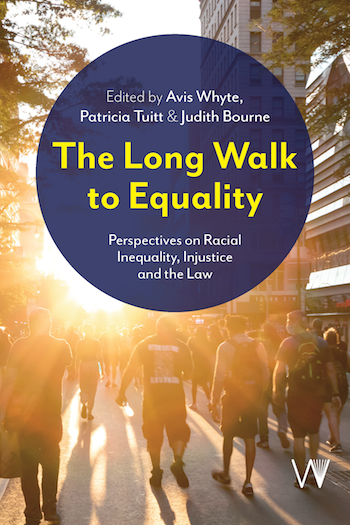 Edited by Avis Whyte,
Patricia Tuitt & Judith Bourne
The Long Walk
to Equality
Perspectives on Racial
Inequality, Injustice
and the Law
W